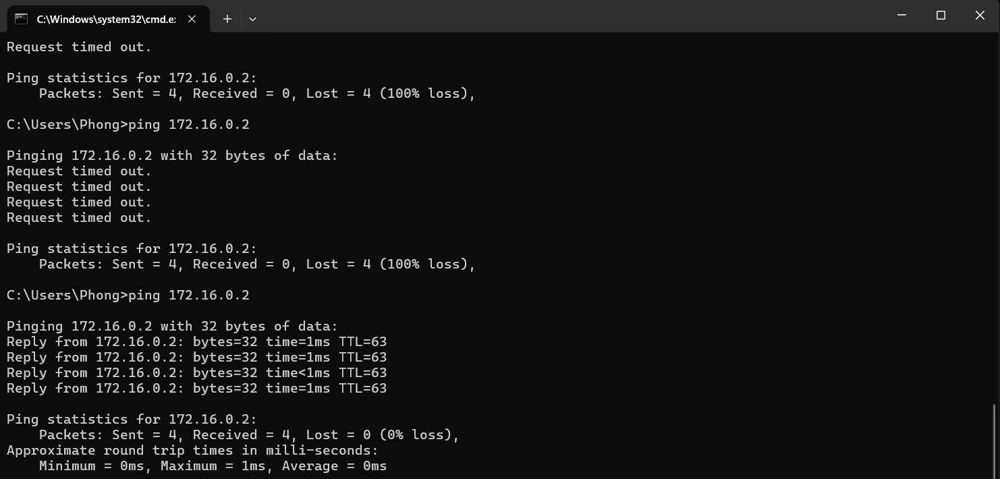 C:\Windows\system32\cmd.e
Request timed out.
Ping statistics for 172.16.0.2:
    Packets: Sent = 4, Received = 0, Lost = 4 (100% loss),
C:\Users\Phong>ping 172.16.0.2
Pinging 172.16.0.2 with 32 bytes of data:
Request timed out.
Request timed out.
Request timed out.
Request timed out.
Ping statistics for 172.16.0.2:
    Packets: Sent = 4, Received = 0, Lost = 4 (100% loss),
C:\Users\Phong>ping 172.16.0.2
Pinging 172.16.0.2 with 32 bytes of data:
Reply from 172.16.0.2: bytes=32 time=1ms TTL=63
Reply from 172.16.0.2: bytes=32 time=1ms TTL=63
Reply from 172.16.0.2: bytes=32 time<1ms TTL=63
Reply from 172.16.0.2: bytes=32 time=1ms TTL=63
Ping statistics for 172.16.0.2:
    Packets: Sent = 4, Received = 4, Lost = 0 (0% loss),
Approximate round trip times in milli-seconds:
    Minimum = 0ms, Maximum = 1ms, Average = 0ms